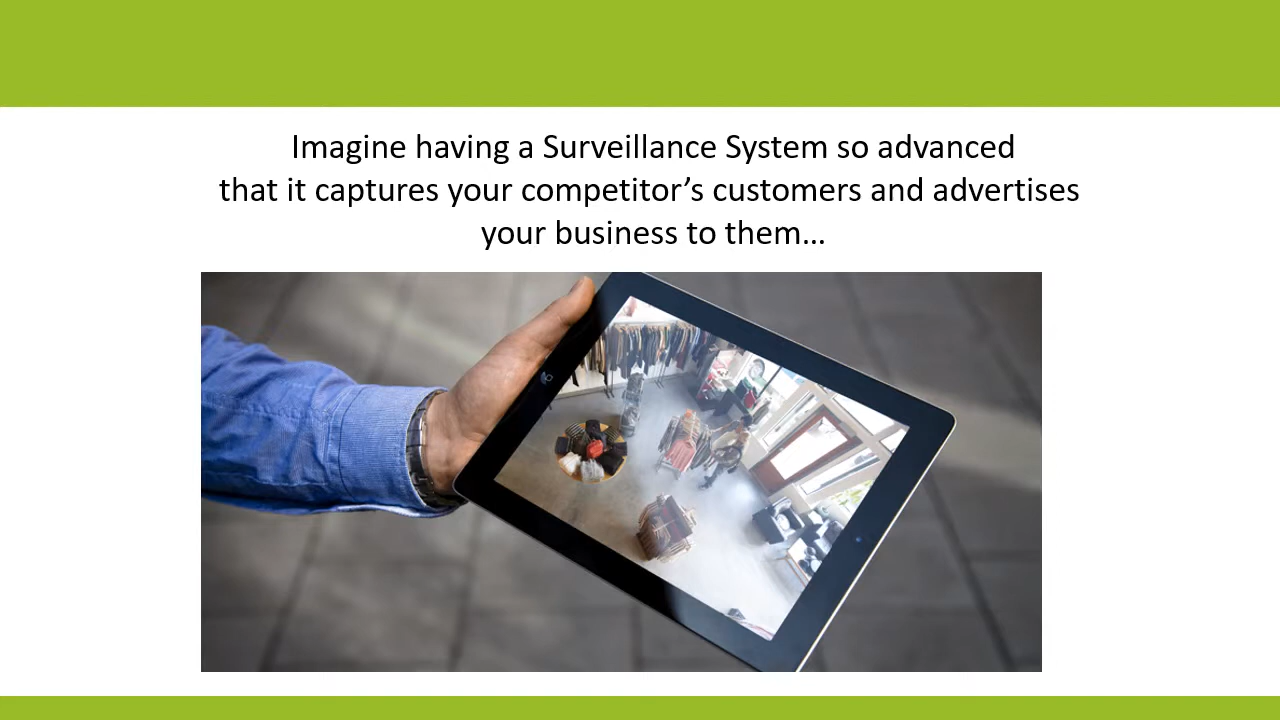 Imagine having a Surveillance System so advanced
that it captures your competitor’s customers and advertises
your business to them…